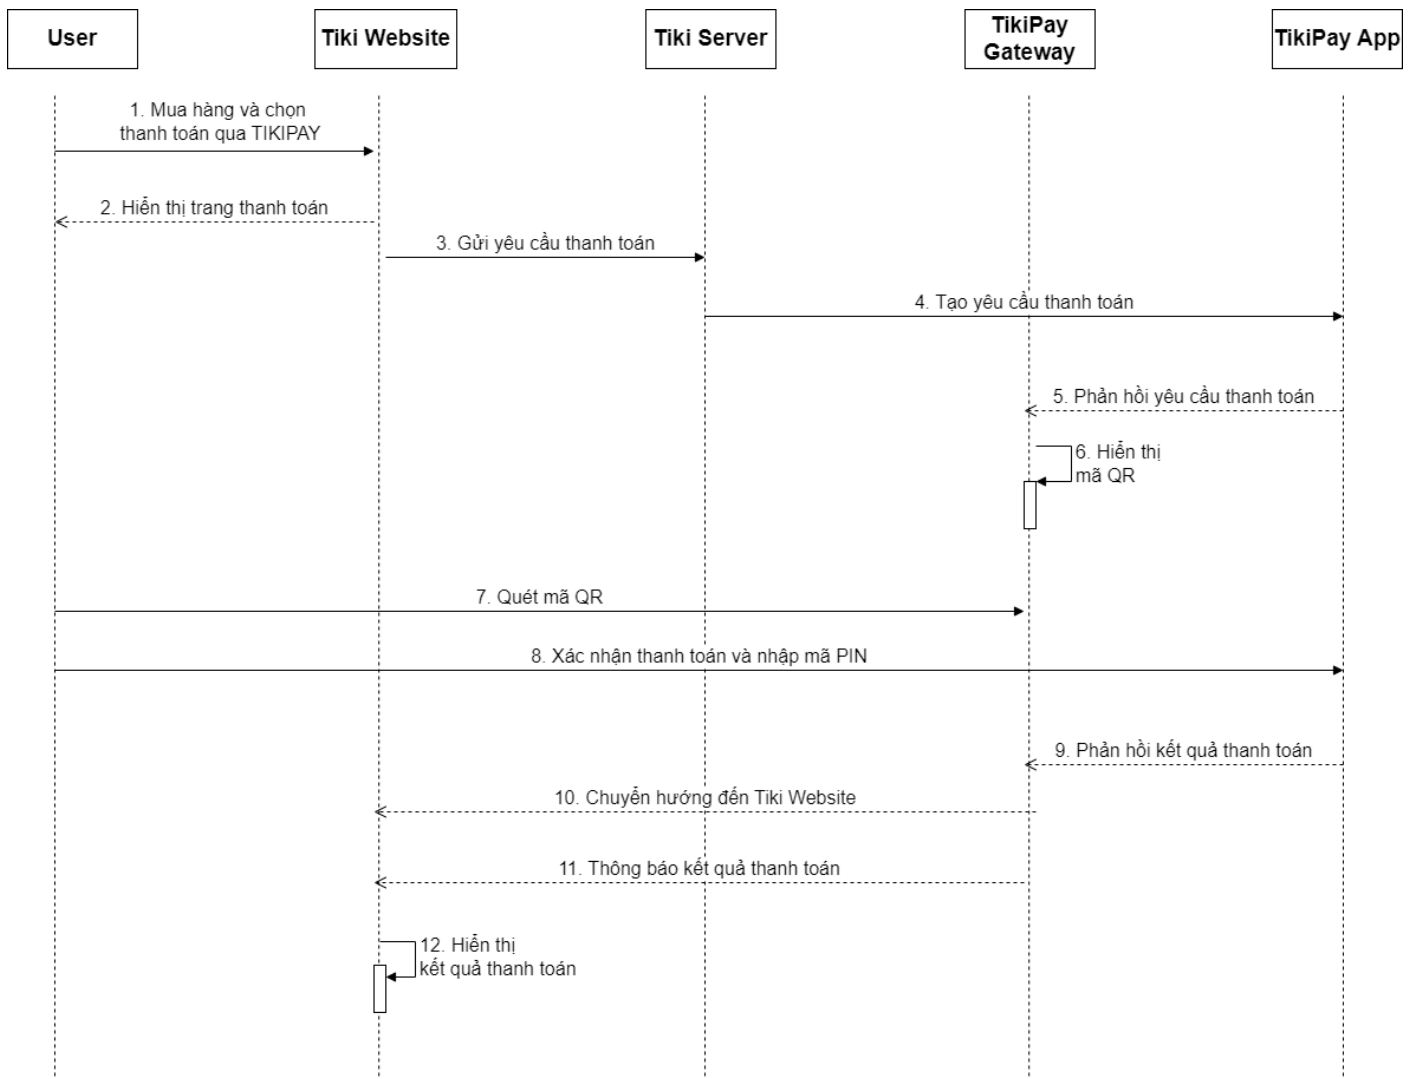 User
Tiki Website
Tiki Server
TikiPay
Gateway
TikiPay App
1. Mua hàng và chọn
thanh toán qua TIKIPAY
2. Hiển thị trang thanh toán
3. Gửi yêu cầu thanh toán
4. Tạo yêu cầu thanh toán
5. Phản hồi yêu cầu thanh toán
6. Hiển thị
mã QR
7. Quét mã QR
8. Xác nhận thanh toán và nhập mã PIN
9. Phản hồi kết quả thanh toán
10. Chuyển hướng đến Tiki Website
11. Thông báo kết quả thanh toán
12. Hiển thị
kết quả thanh toán